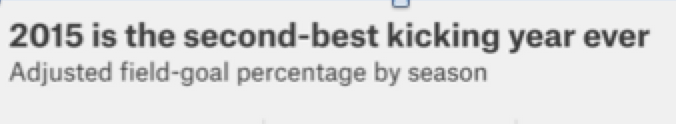 2015 is the second-best kicking year ever
Adjusted field-goal percentage by season